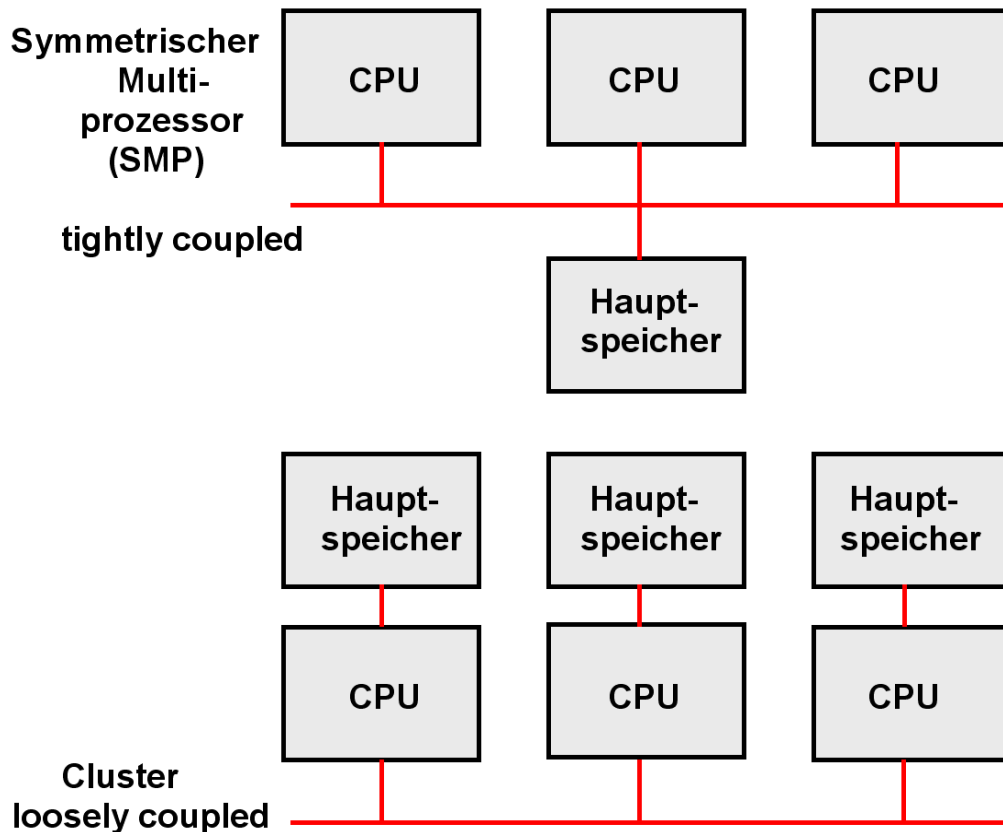 Symmetrischer
Multi-
prozessor
(SMP)
CPU
CPU
CPU
tightly coupled
Haupt-
speicher
Haupt-
speicher
Haupt-
speicher
Haupt-
speicher
CPU
CPU
CPU
Cluster
loosely coupled